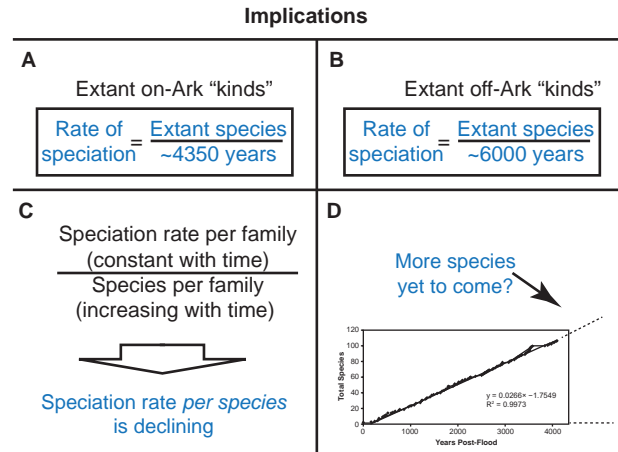 Implications
A
Extant on-Ark “kinds”
Rate of speciation = Extant species
~4350 years
B
Extant off-Ark “kinds”
Rate of speciation = Extant species
~6000 years
C
Speciation rate per family
(constant with time)
Species per family
(increasing with time)
Speciation rate per species
is declining
D
More species
yet to come?
120
100
80
60
40
20
0
Total Species
y = 0.0266× − 1.7549
R² = 0.9973
0 1000 2000 3000 4000
Years Post-Flood